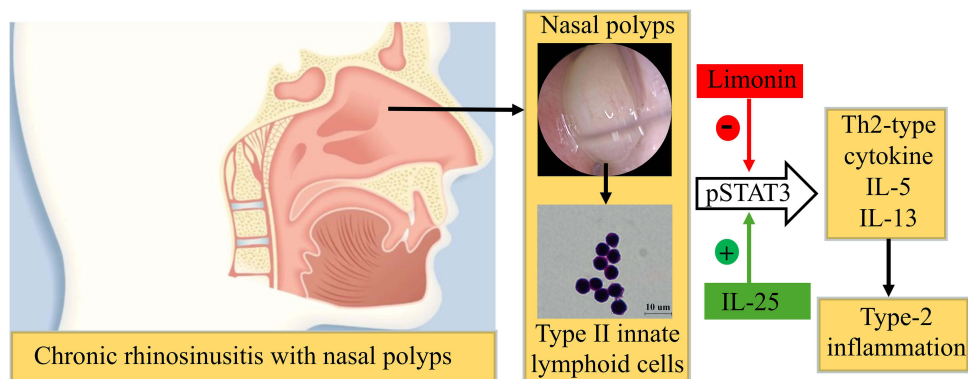 Nasal polyps
Limonin
-
Th2-type
cytokine
IL-5
IL-13
pSTAT3
+
IL-25
10 um
Type II innate
lymphoid cells
Type-2
inflammation
Chronic rhinosinusitis with nasal polyps